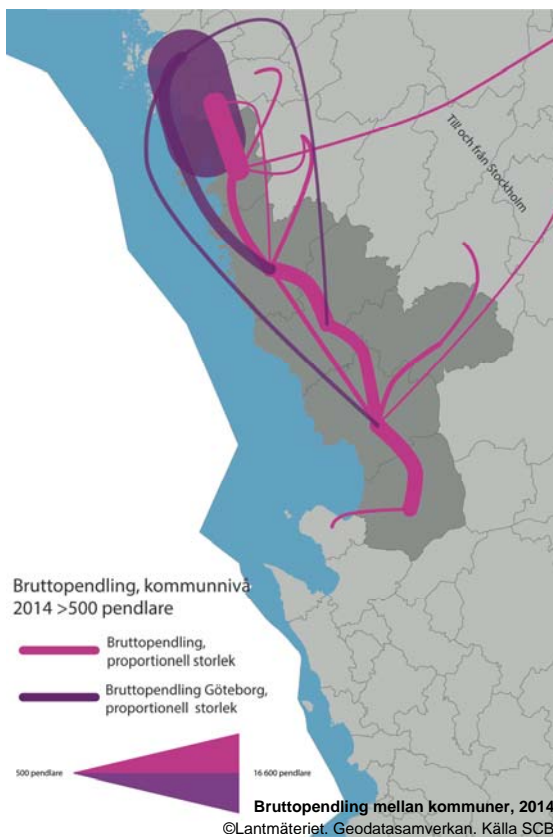 Till och från Stockholm
Bruttopendling, kommunnivå
2014 >500 pendlare
Bruttopendling,
proportionell storlek
Bruttopendling Göteborg,
proportionell storlek
500 pendlare
16 600 pendlare
Bruttopendling mellan kommuner, 2014
©Lantmäteriet. Geodatasamverkan. Källa SCB